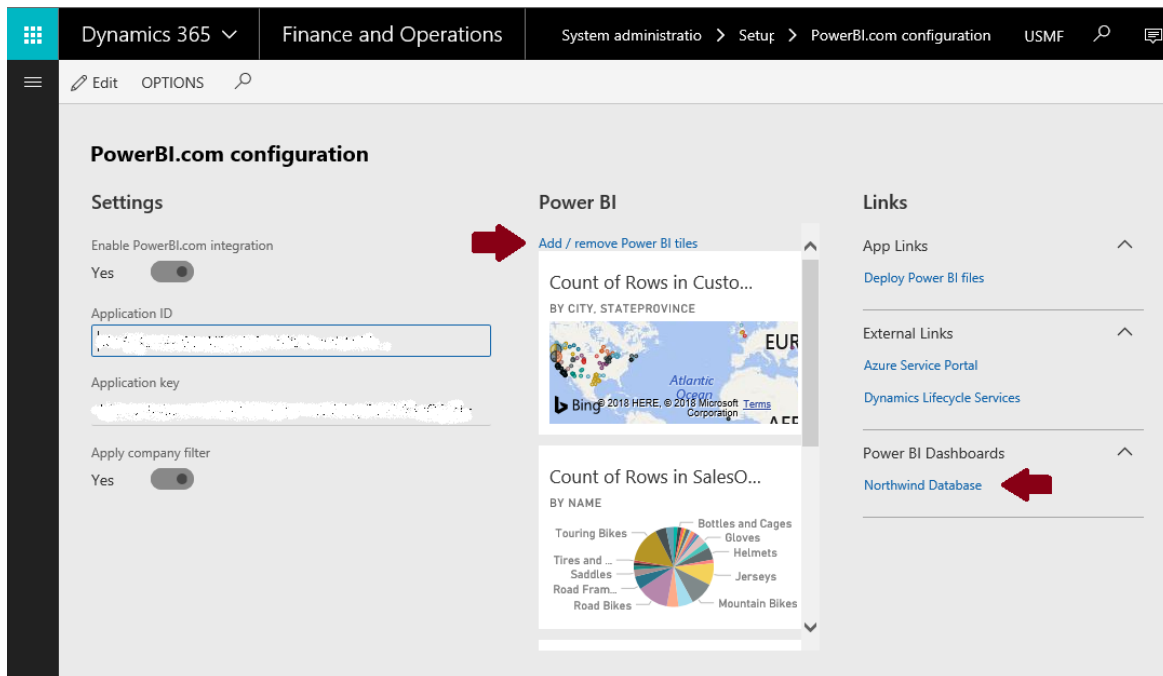 Dynamics 365
Finance and Operations
System administratio > Setup > PowerBI.com configuration
USMF
Edit OPTIONS
PowerBI.com configuration
Settings
Enable PowerBI.com integration
Yes
Application ID
Application key
Apply company filter
Yes
Power BI
Add / remove Power BI tiles
Count of Rows in Custo...
BY CITY, STATEPROVINCE
EUR
Atlantic
Ocean
Bing
© 2018 HERE, © 2018 Microsoft Corporation
Terms
AFF
Count of Rows in SalesO...
BY NAME
Touring Bikes
Tires and ...
Saddles
Road Fram...
Road Bikes
Bottles and Cages
Gloves
Helmets
Jerseys
Mountain Bikes
Links
App Links
Deploy Power BI files
External Links
Azure Service Portal
Dynamics Lifecycle Services
Power BI Dashboards
Northwind Database